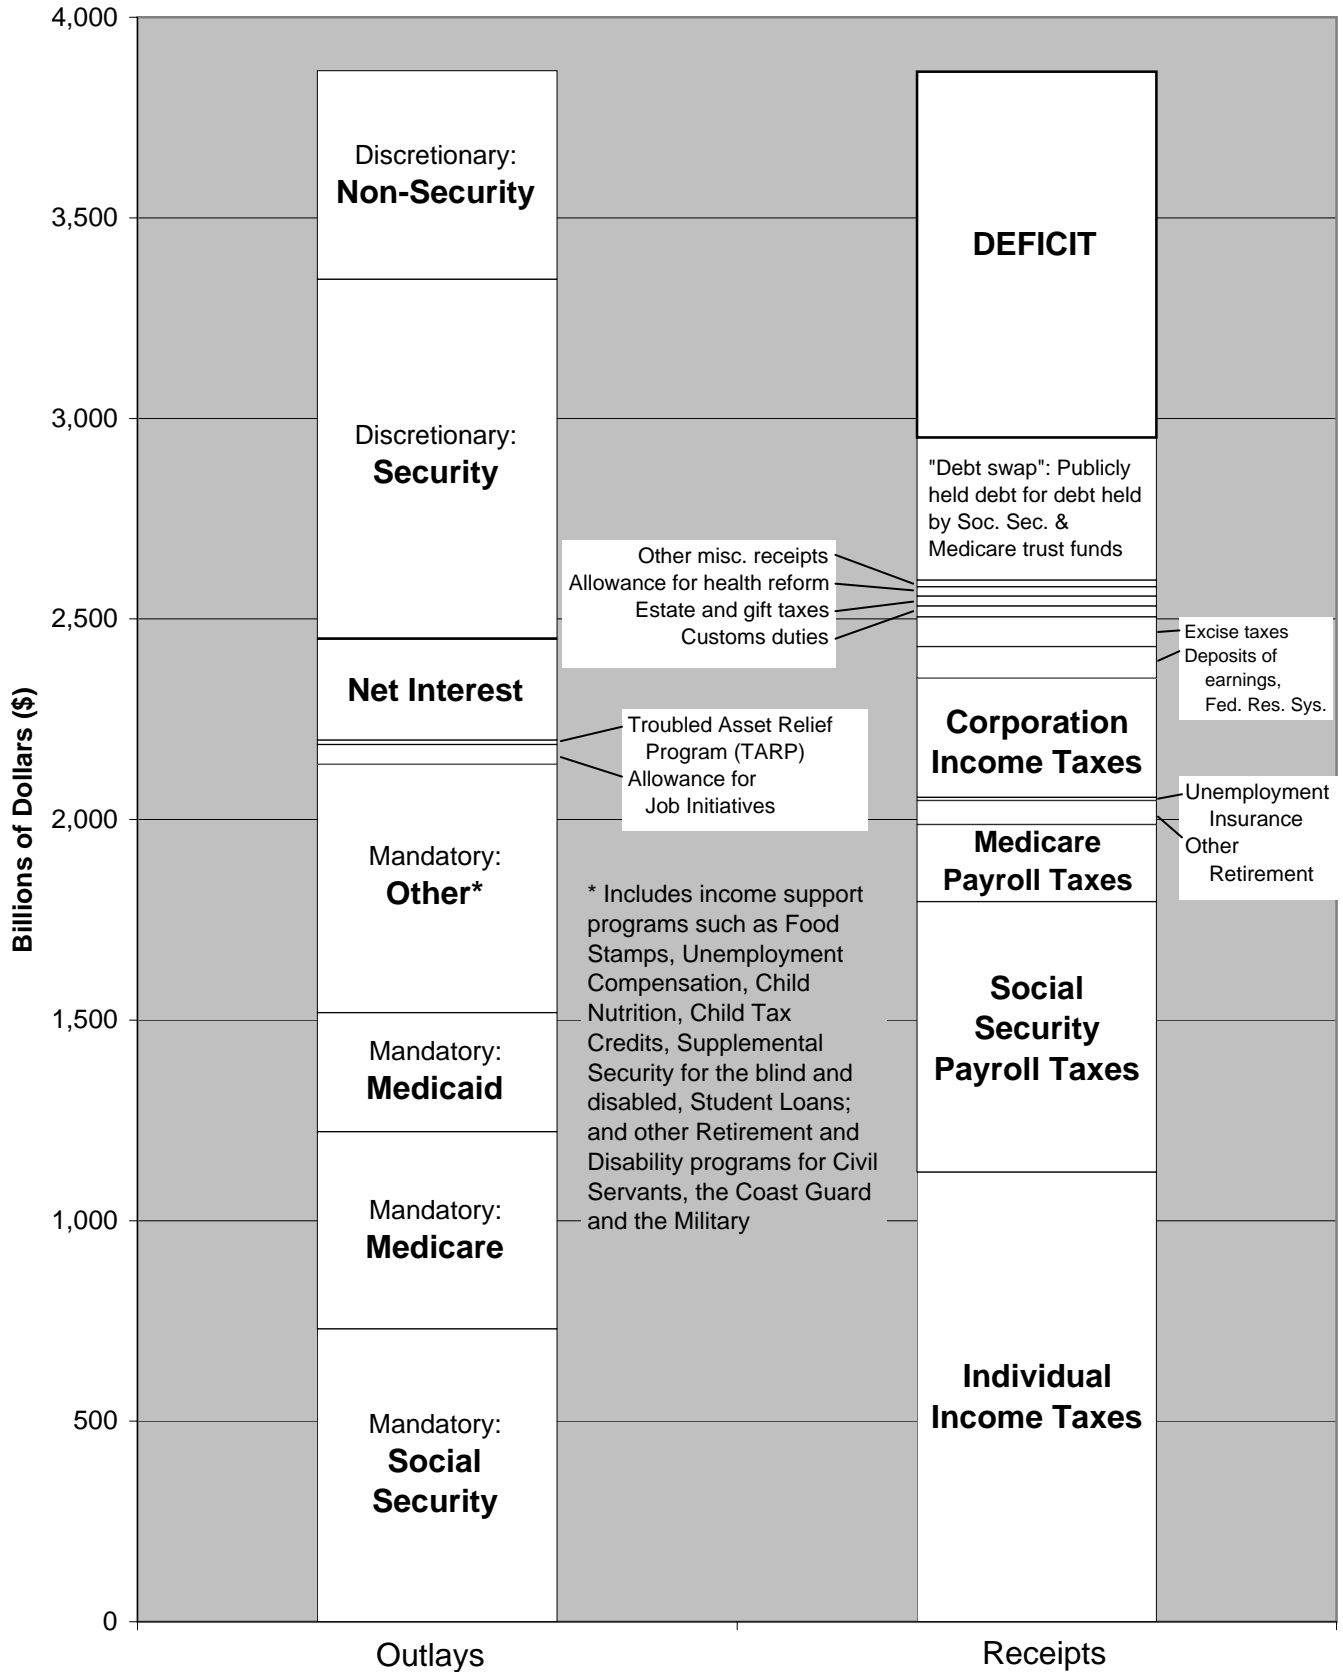 Billions of Dollars ($)
4,000
3,500
3,000
2,500
2,000
1,500
1,000
500
0
Discretionary:
Non-Security
Discretionary:
Security
Net Interest
Troubled Asset Relief
Program (TARP)
Allowance for
Job Initiatives
Mandatory:
Other*
Mandatory:
Medicaid
Mandatory:
Medicare
Mandatory:
Social
Security
Outlays
* Includes income support
programs such as Food
Stamps, Unemployment
Compensation, Child
Nutrition, Child Tax
Credits, Supplemental
Security for the blind and
disabled, Student Loans;
and other Retirement and
Disability programs for Civil
Servants, the Coast Guard
and the Military
DEFICIT
"Debt swap": Publicly
held debt for debt held
by Soc. Sec. &
Medicare trust funds
Other misc. receipts
Allowance for health reform
Estate and gift taxes
Customs duties
Excise taxes
Deposits of
earnings,
Fed. Res. Sys.
Corporation
Income Taxes
Unemployment
Insurance
Other
Retirement
Medicare
Payroll Taxes
Social
Security
Payroll Taxes
Individual
Income Taxes
Receipts